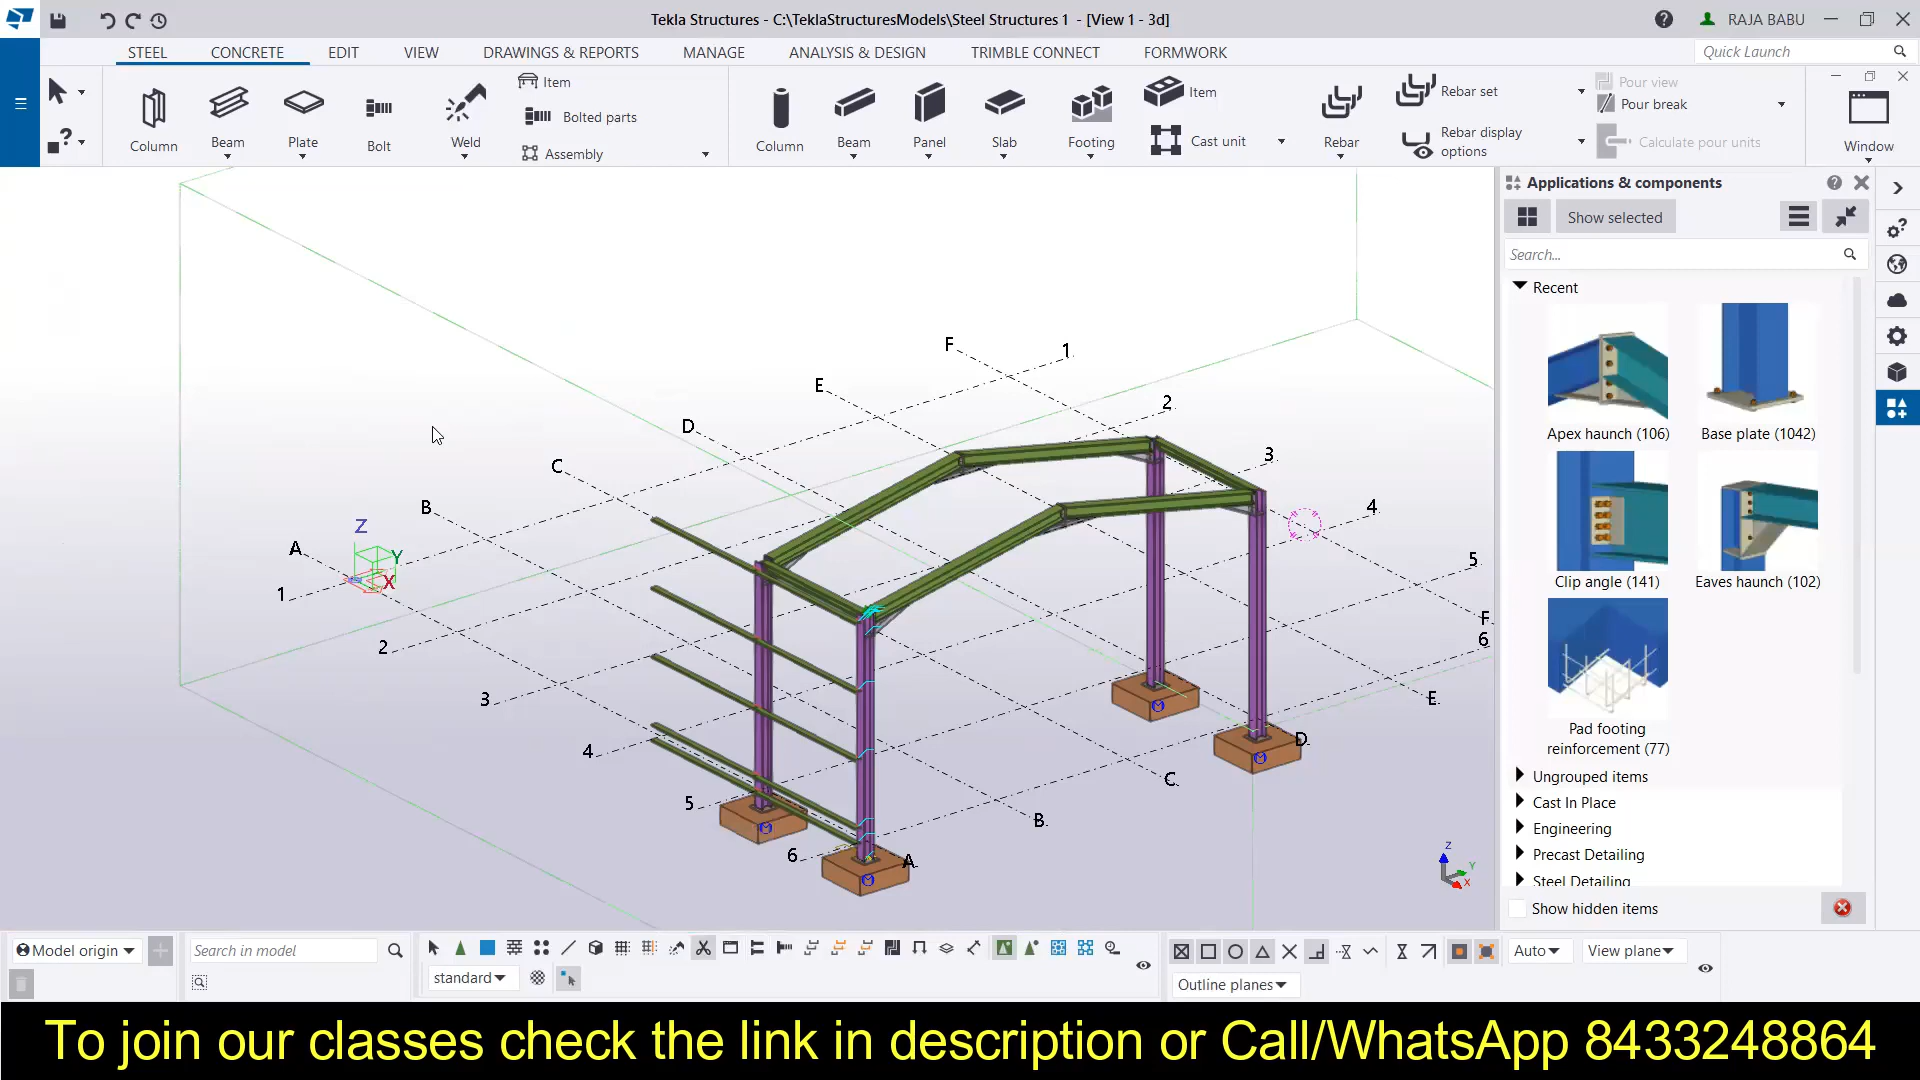 Tekla Structures - C:\TeklaStructuresModels\Steel Structures 1 - [View 1 - 3d]
RAJA BABU
STEEL CONCRETE EDIT VIEW DRAWINGS & REPORTS MANAGE ANALYSIS & DESIGN TRIMBLE CONNECT FORMWORK
Quick Launch
Column
Beam
Plate
Bolt
Weld
Item
Bolted parts
Assembly
Column
Beam
Panel
Slab
Footing
Item
Cast unit
Rebar
Rebar set
Rebar display
options
Pour view
Pour break
Calculate pour units
Window
Applications & components
Show selected
Search...
Recent
Apex haunch (106)
Base plate (1042)
Clip angle (141)
Eaves haunch (102)
Pad footing
reinforcement (77)
Ungrouped items
Cast In Place
Engineering
Precast Detailing
Steel Detailing
Show hidden items
F
1
E
2
D
3
C
4
B
Z
A
Y
5
X
1
F
6
2
3
E
4
D
C
5
B
6
A
Z
Y
X
Model origin
Search in model
standard
Auto
View plane
Outline planes
To join our classes check the link in description or Call/WhatsApp 8433248864